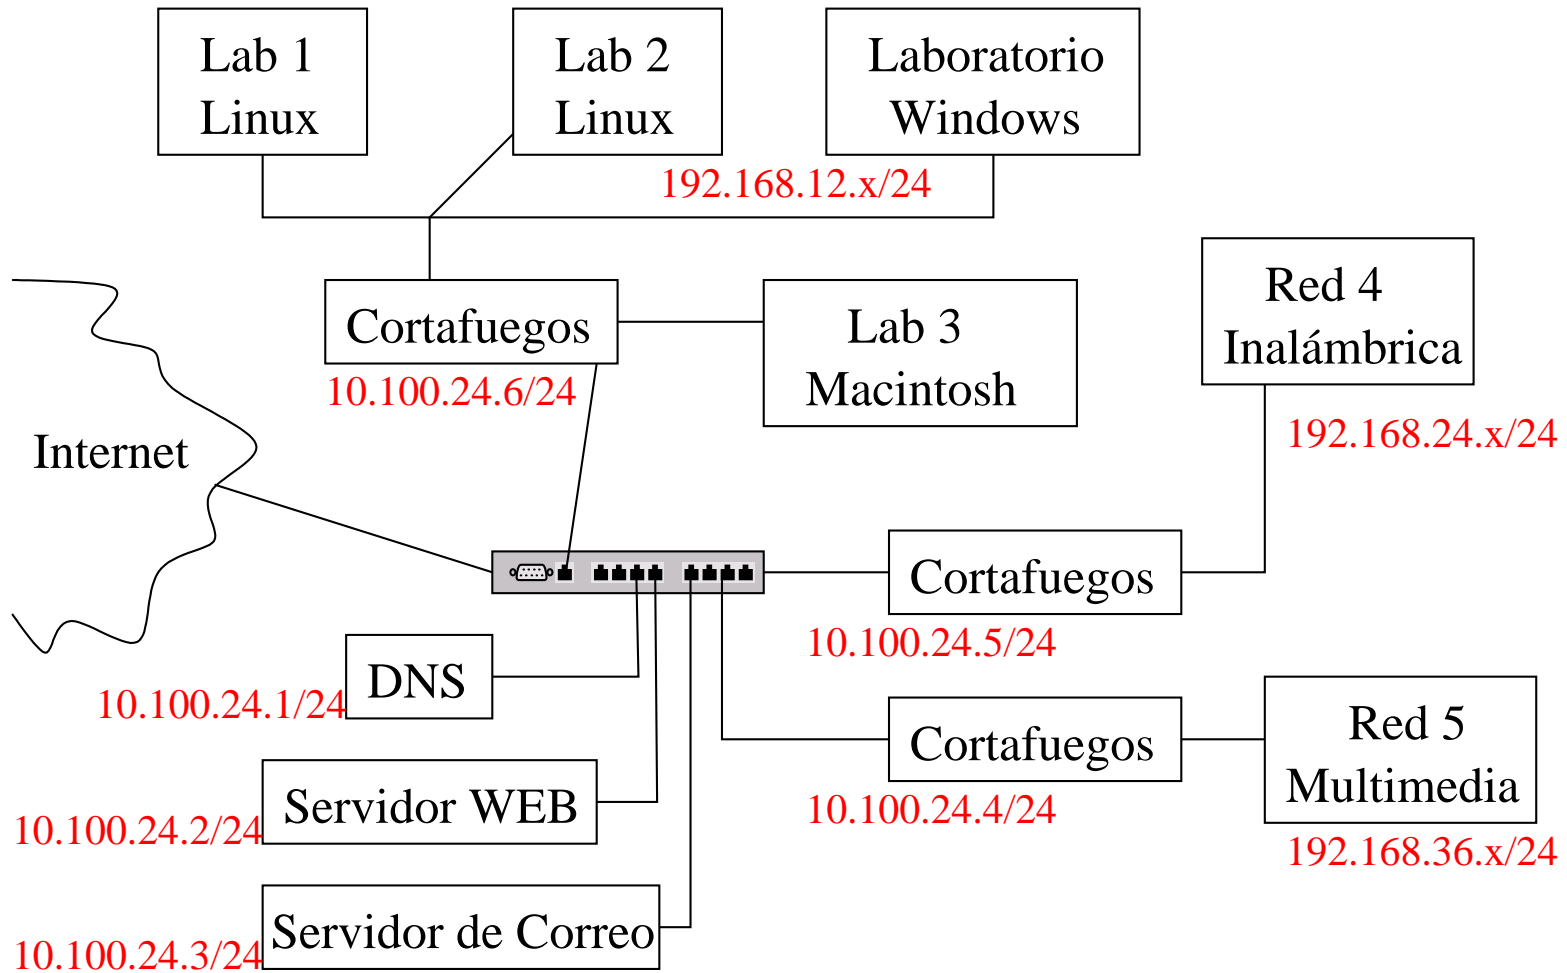 Lab 1
Linux
Lab 2
Linux
Laboratorio
Windows
192.168.12.x/24
Cortafuegos
10.100.24.6/24
Lab 3
Macintosh
Red 4
Inalámbrica
192.168.24.x/24
Internet
Cortafuegos
10.100.24.5/24
DNS
10.100.24.1/24
Cortafuegos
10.100.24.4/24
Red 5
Multimedia
192.168.36.x/24
Servidor WEB
10.100.24.2/24
Servidor de Correo
10.100.24.3/24